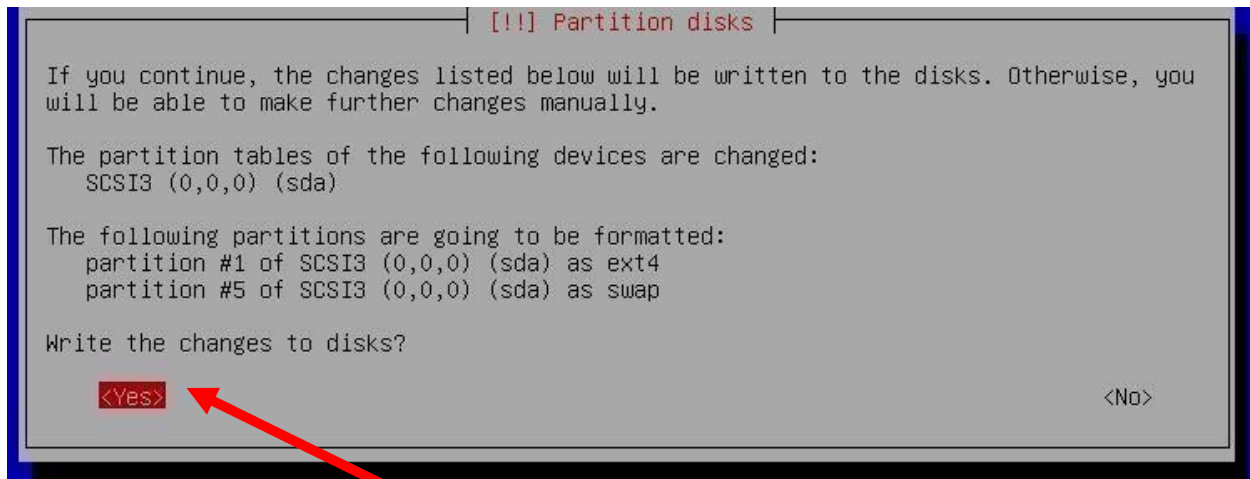 [!!] Partition disks
If you continue, the changes listed below will be written to the disks. Otherwise, you
will be able to make further changes manually.
The partition tables of the following devices are changed:
SCSI3 (0,0,0) (sda)
The following partitions are going to be formatted:
partition #1 of SCSI3 (0,0,0) (sda) as ext4
partition #5 of SCSI3 (0,0,0) (sda) as swap
Write the changes to disks?
<Yes> <No>